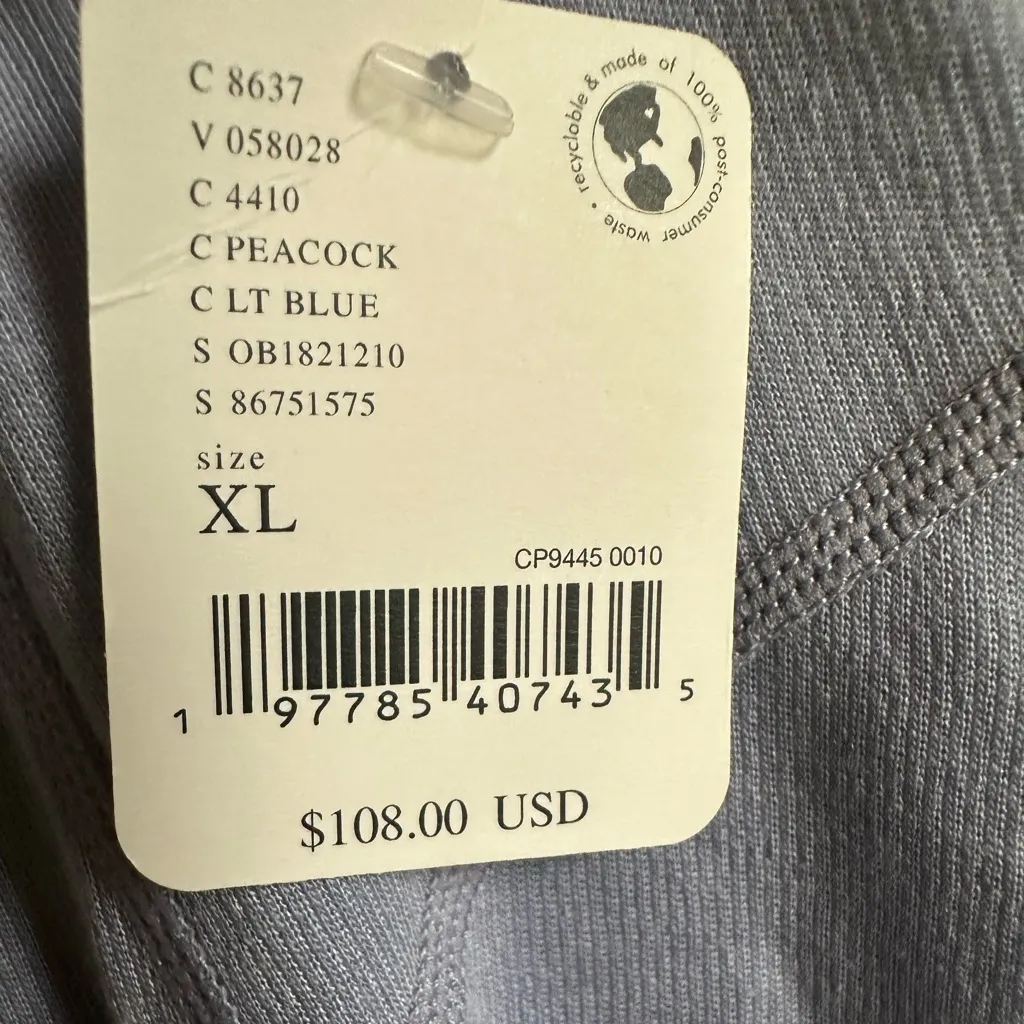 C 8637
V 058028
C 4410
C PEACOCK
C LT BLUE
S OB1821210
S 86751575
size
XL
recyclable & made of 100% post-consumer waste •
CP9445 0010
1 97785 40743 5
$108.00 USD